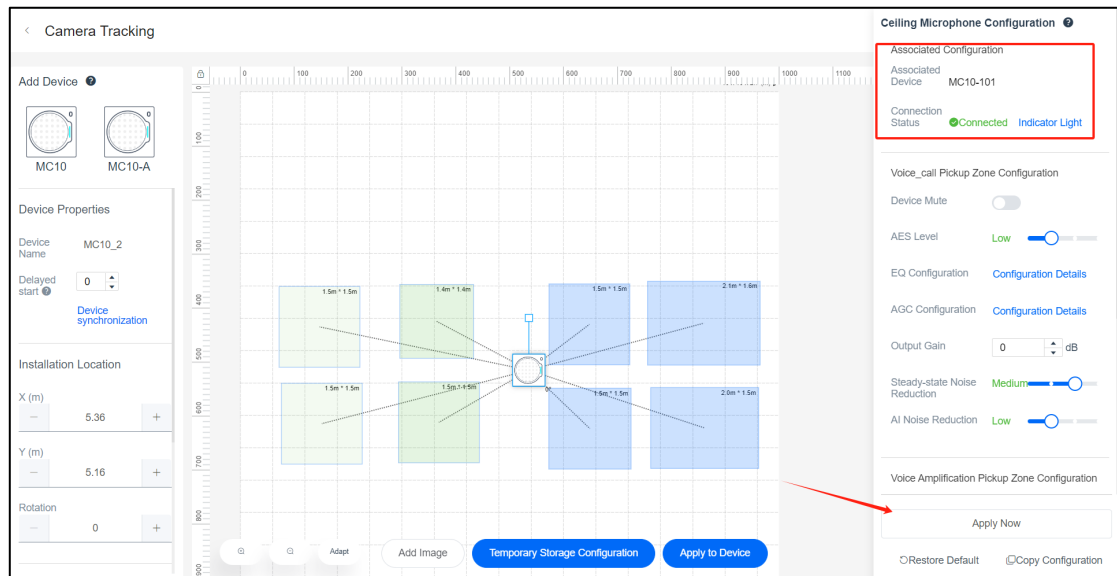 Camera Tracking
Add Device
MC10
MC10-A
Device Properties
Device
Name
MC10_2
Delayed
start
0
Device
synchronization
Installation Location
X (m)
5.36
Y (m)
5.16
Rotation
0
0 100 200 300 400 500 600 700 800 900 1000 1100
0
100
200
300
400
500
600
700
800
900
1.5m * 1.5m
1.4m * 1.4m
1.5m * 1.5m
2.1m * 1.6m
0°
1.5m * 1.5m
1.5m * 1.5m
1.5m * 1.5m
2.0m * 1.5m
Adapt
Add Image
Temporary Storage Configuration
Apply to Device
Ceiling Microphone Configuration
Associated Configuration
Associated
Device
MC10-101
Connection
Status
Connected
Indicator Light
Voice_call Pickup Zone Configuration
Device Mute
AES Level
Low
EQ Configuration
Configuration Details
AGC Configuration
Configuration Details
Output Gain
0
dB
Steady-state Noise
Reduction
Medium
AI Noise Reduction
Low
Voice Amplification Pickup Zone Configuration
Apply Now
Restore Default
Copy Configuration